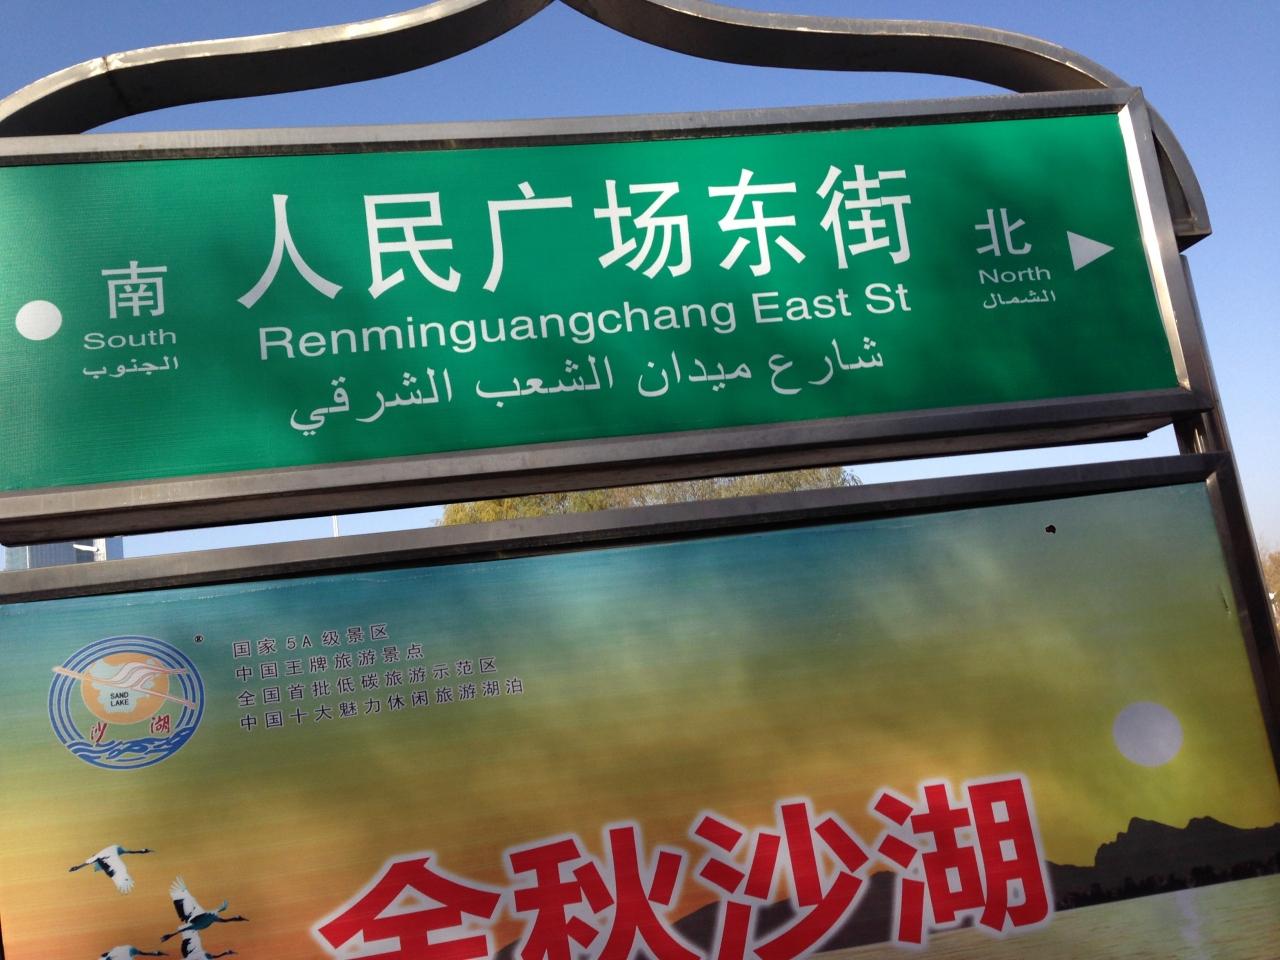 人民广场东街
Renminguangchang East St
شارع ميدان الشعب الشرقي
南
South
الجنوب
北
North
الشمال
SAND
LAKE
沙 湖
®
国家5A级景区
中国王牌旅游景点
全国首批低碳旅游示范区
中国十大魅力休闲旅游湖泊
金秋沙湖